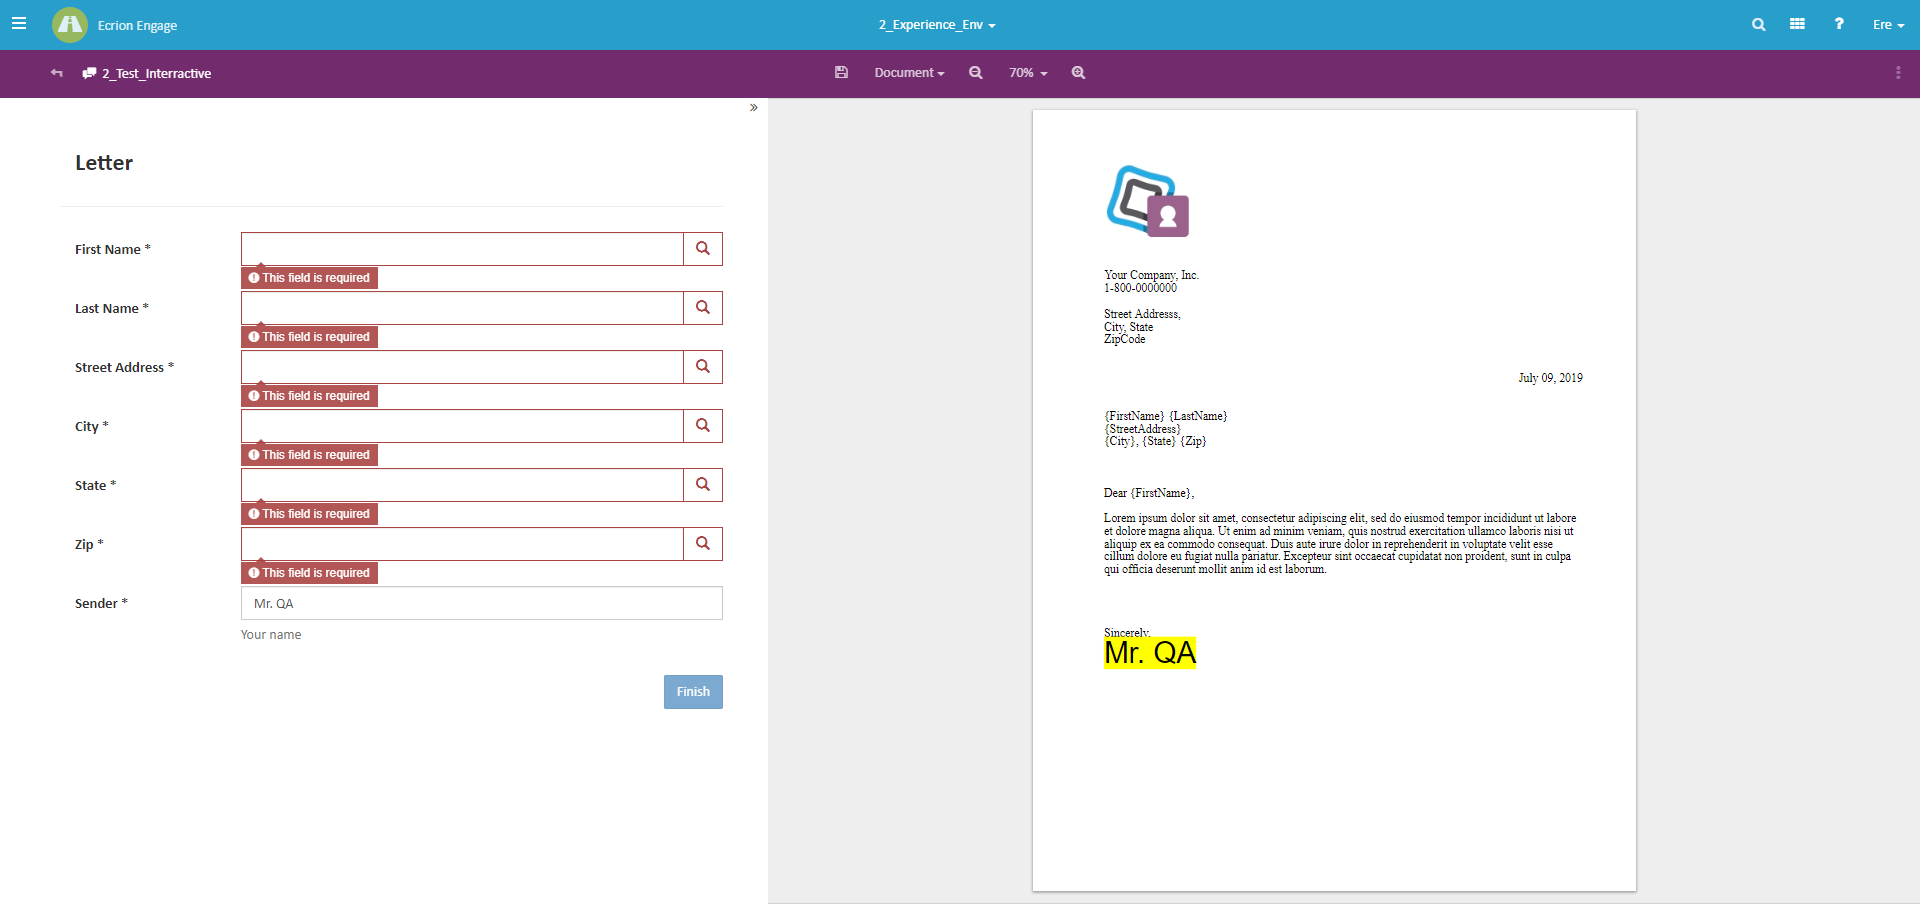 Ecrion Engage
2_Experience_Env
?
Ere
2_Test_Interractive
Document
70%
»
Letter
First Name *
This field is required
Last Name *
This field is required
Street Address *
This field is required
City *
This field is required
State *
This field is required
Zip *
This field is required
Sender *
Mr. QA
Your name
Finish
Your Company, Inc.
1-800-0000000
Street Addresss,
City, State
ZipCode
July 09, 2019
{FirstName} {LastName}
{StreetAddress}
{City}, {State} {Zip}
Dear {FirstName},
Lorem ipsum dolor sit amet, consectetur adipiscing elit, sed do eiusmod tempor incididunt ut labore
et dolore magna aliqua. Ut enim ad minim veniam, quis nostrud exercitation ullamco laboris nisi ut
aliquip ex ea commodo consequat. Duis aute irure dolor in reprehenderit in voluptate velit esse
cillum dolore eu fugiat nulla pariatur. Excepteur sint occaecat cupidatat non proident, sunt in culpa
qui officia deserunt mollit anim id est laborum.
Sincerely,
Mr. QA